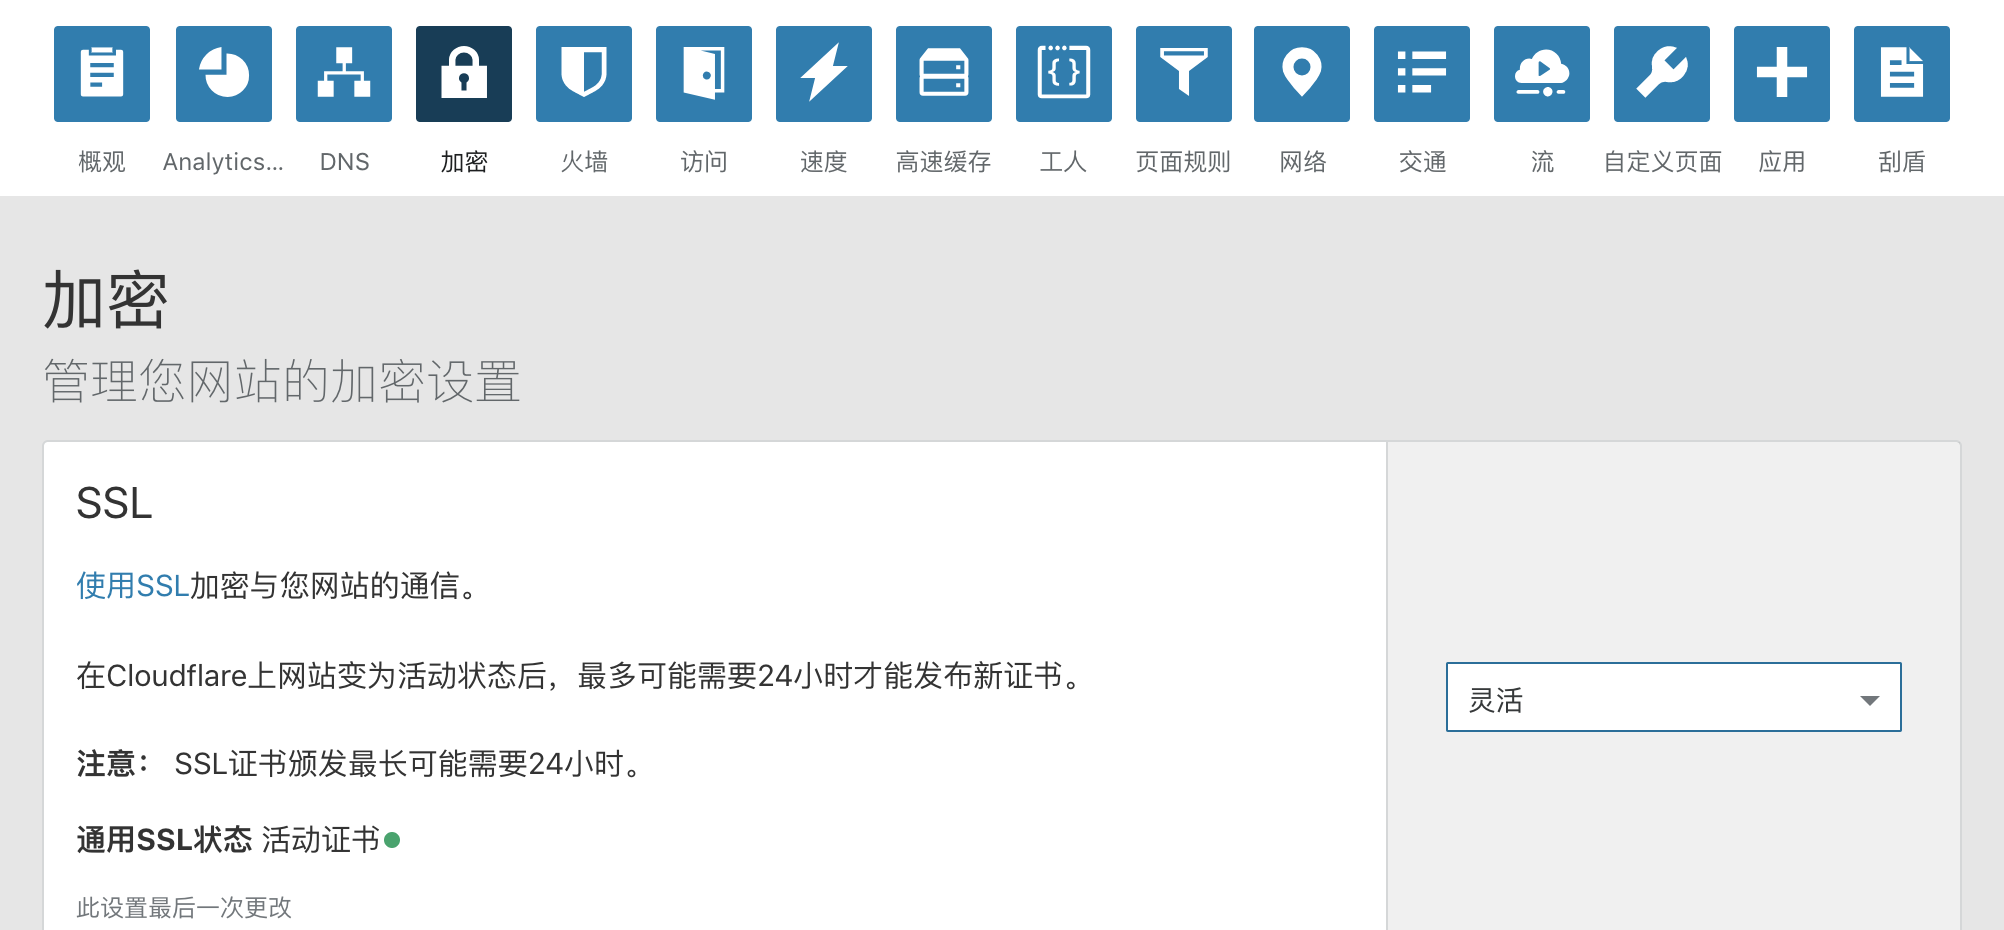 概观
Analytics...
DNS
加密
火墙
访问
速度
高速缓存
工人
页面规则
网络
交通
流
自定义页面
应用
刮盾
加密
管理您网站的加密设置
SSL
使用SSL加密与您网站的通信。
在Cloudflare上网站变为活动状态后，最多可能需要24小时才能发布新证书。
灵活
注意： SSL证书颁发最长可能需要24小时。
通用SSL状态 活动证书
此设置最后一次更改